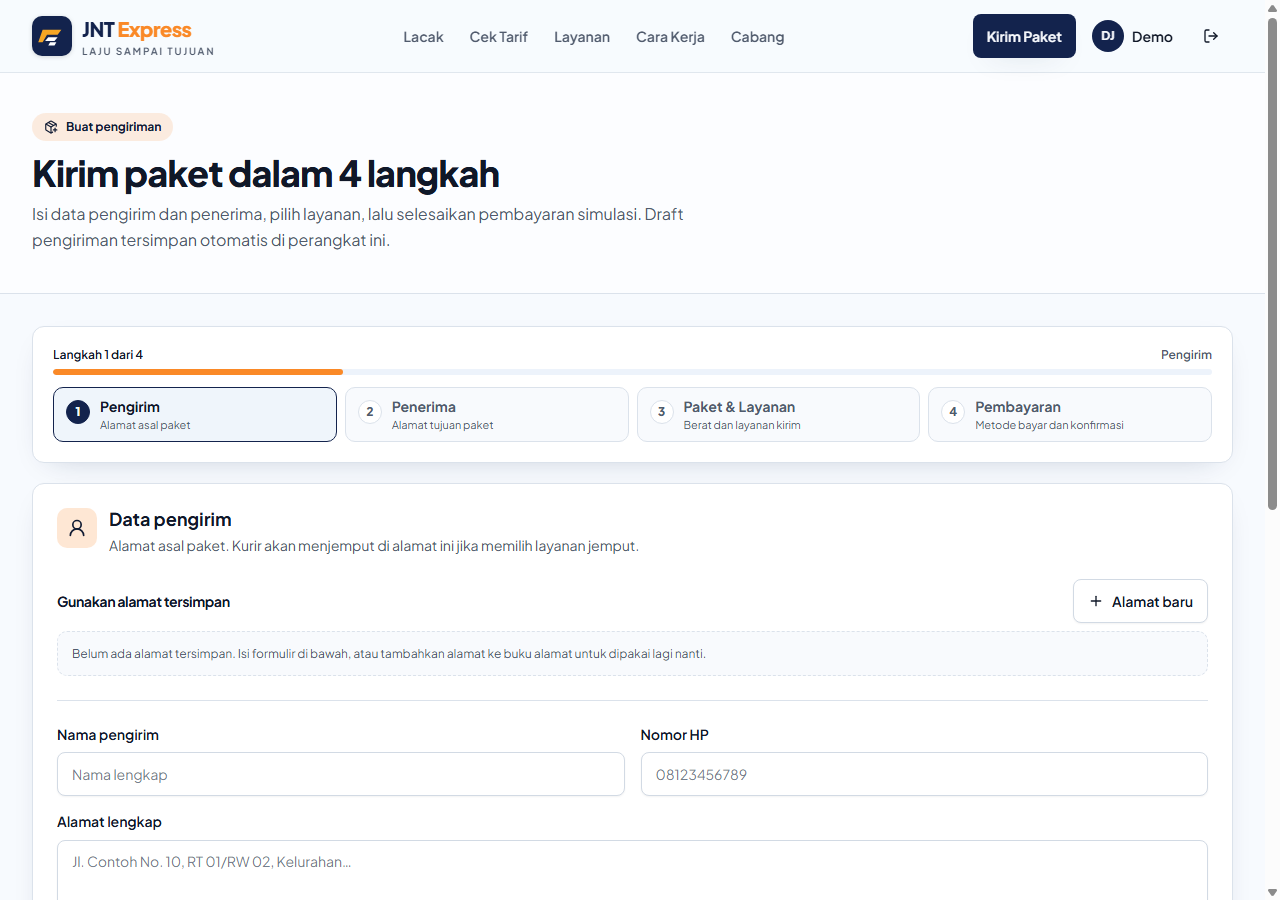 JNT Express
LAJU SAMPAI TUJUAN
Lacak
Cek Tarif
Layanan
Cara Kerja
Cabang
Kirim Paket
DJ
Demo
Buat pengiriman
Kirim paket dalam 4 langkah
Isi data pengirim dan penerima, pilih layanan, lalu selesaikan pembayaran simulasi. Draft
pengiriman tersimpan otomatis di perangkat ini.
Langkah 1 dari 4
Pengirim
1
Pengirim
Alamat asal paket
2
Penerima
Alamat tujuan paket
3
Paket & Layanan
Berat dan layanan kirim
4
Pembayaran
Metode bayar dan konfirmasi
Data pengirim
Alamat asal paket. Kurir akan menjemput di alamat ini jika memilih layanan jemput.
Gunakan alamat tersimpan
+ Alamat baru
Belum ada alamat tersimpan. Isi formulir di bawah, atau tambahkan alamat ke buku alamat untuk dipakai lagi nanti.
Nama pengirim
Nomor HP
Nama lengkap
08123456789
Alamat lengkap
Jl. Contoh No. 10, RT 01/RW 02, Kelurahan...